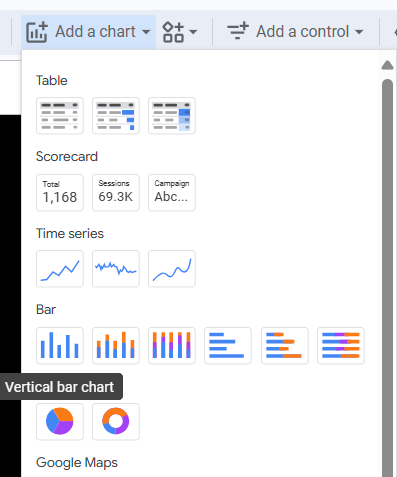 Add a chart
Add a control
Table
Scorecard
Total
1,168
Sessions
69.3K
Campaign
Abc...
Time series
Bar
Vertical bar chart
Google Maps